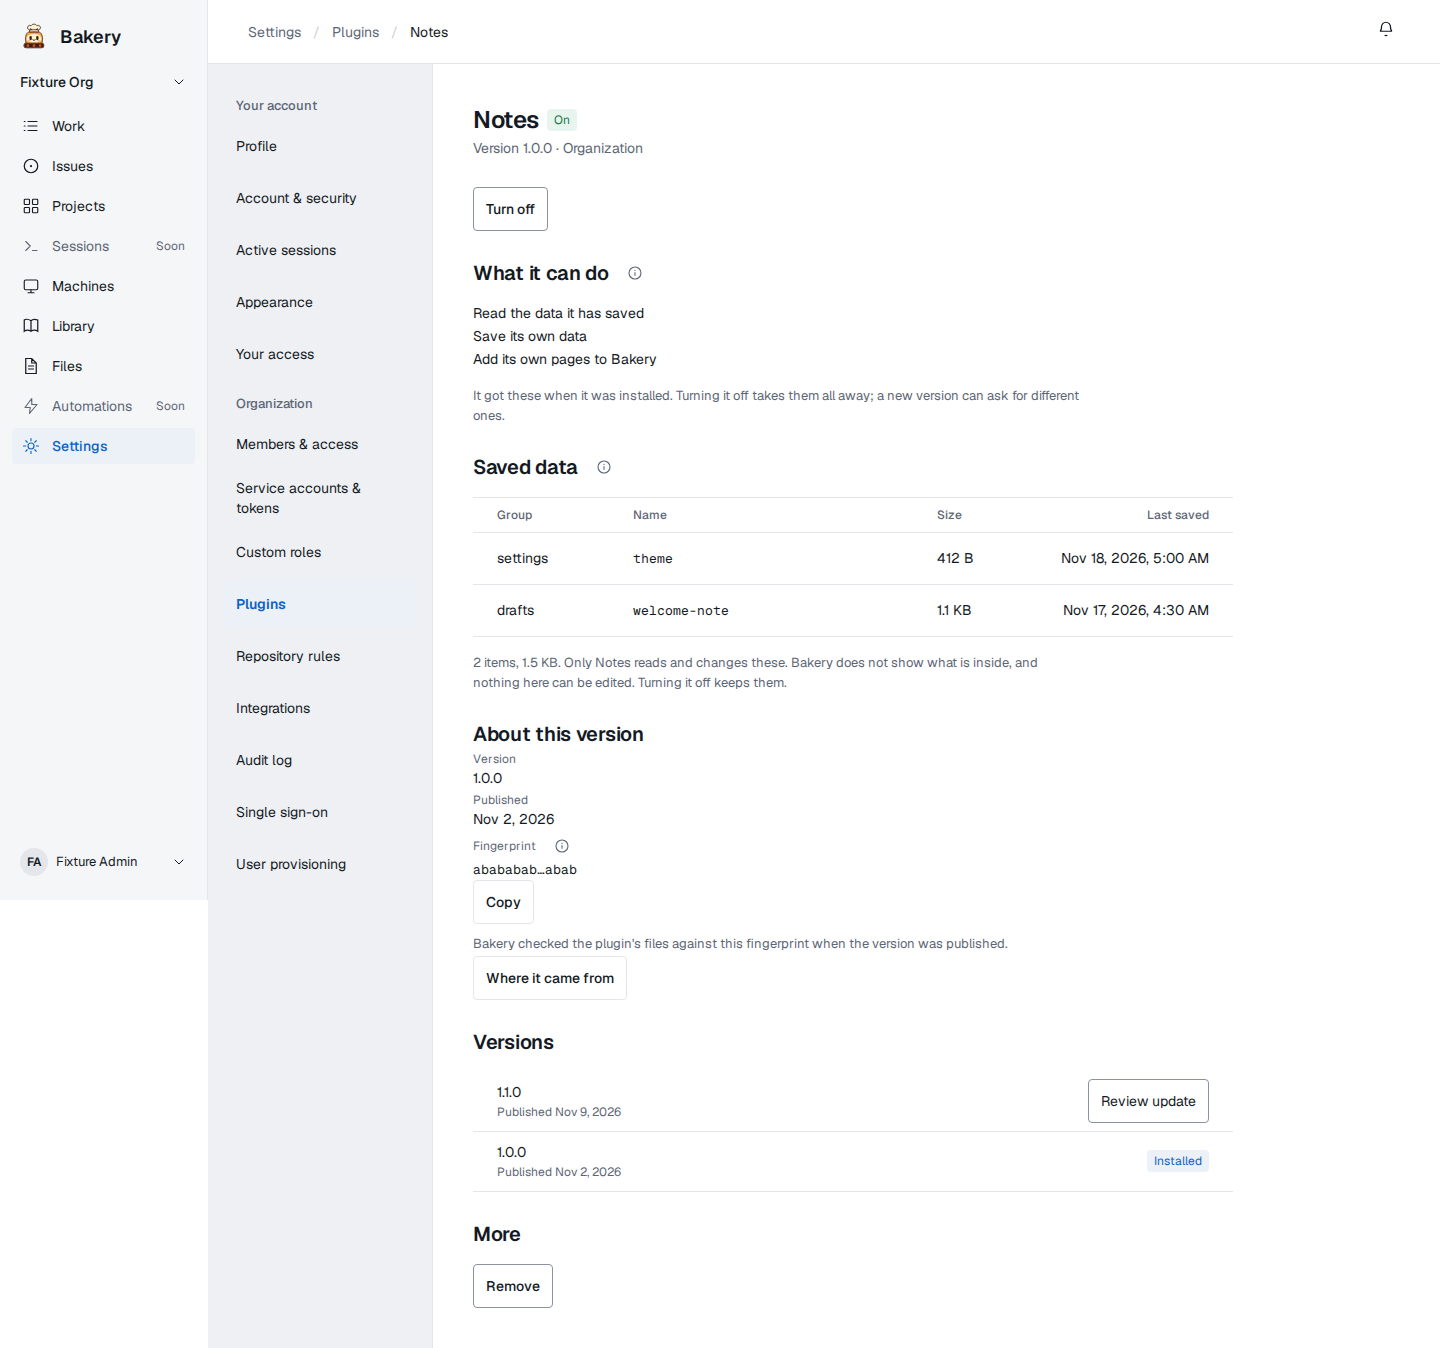 Bakery
Fixture Org
Work
Issues
Projects
Sessions Soon
Machines
Library
Files
Automations Soon
Settings
FA Fixture Admin
Settings / Plugins / Notes
Your account
Profile
Account & security
Active sessions
Appearance
Your access
Organization
Members & access
Service accounts &
tokens
Custom roles
Plugins
Repository rules
Integrations
Audit log
Single sign-on
User provisioning
Notes On
Version 1.0.0 · Organization
Turn off
What it can do
Read the data it has saved
Save its own data
Add its own pages to Bakery
It got these when it was installed. Turning it off takes them all away; a new version can ask for different
ones.
Saved data
Group Name Size Last saved
settings theme 412 B Nov 18, 2026, 5:00 AM
drafts welcome-note 1.1 KB Nov 17, 2026, 4:30 AM
2 items, 1.5 KB. Only Notes reads and changes these. Bakery does not show what is inside, and
nothing here can be edited. Turning it off keeps them.
About this version
Version
1.0.0
Published
Nov 2, 2026
Fingerprint
abababab…abab
Copy
Bakery checked the plugin's files against this fingerprint when the version was published.
Where it came from
Versions
1.1.0
Published Nov 9, 2026
Review update
1.0.0
Published Nov 2, 2026
Installed
More
Remove